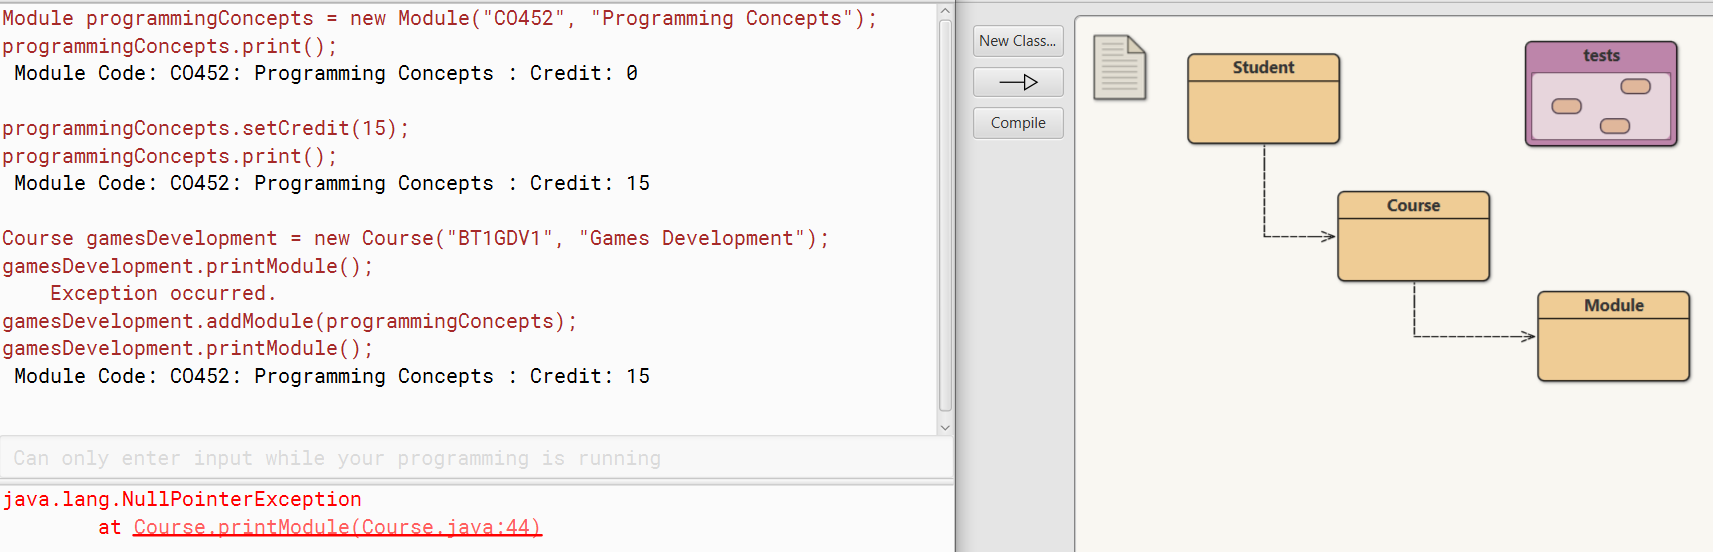 Module programmingConcepts = new Module("CO452", "Programming Concepts");
programmingConcepts.print();
Module Code: CO452: Programming Concepts : Credit: 0
programmingConcepts.setCredit(15);
programmingConcepts.print();
Module Code: CO452: Programming Concepts : Credit: 15
Course gamesDevelopment = new Course("BT1GDV1", "Games Development");
gamesDevelopment.printModule();
Exception occurred.
gamesDevelopment.addModule(programmingConcepts);
gamesDevelopment.printModule();
Module Code: CO452: Programming Concepts : Credit: 15
Can only enter input while your programming is running
java.lang.NullPointerException
at Course.printModule(Course.java:44)
New Class...
Compile
Student
tests
Course
Module